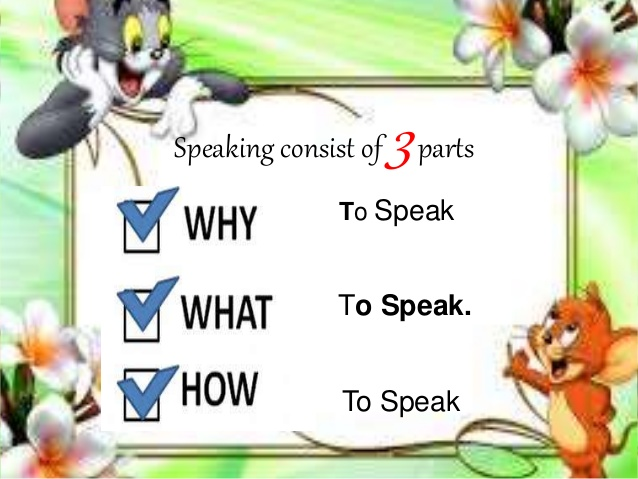 Speaking consist of 3 parts
WHY To Speak
WHAT To Speak.
HOW To Speak